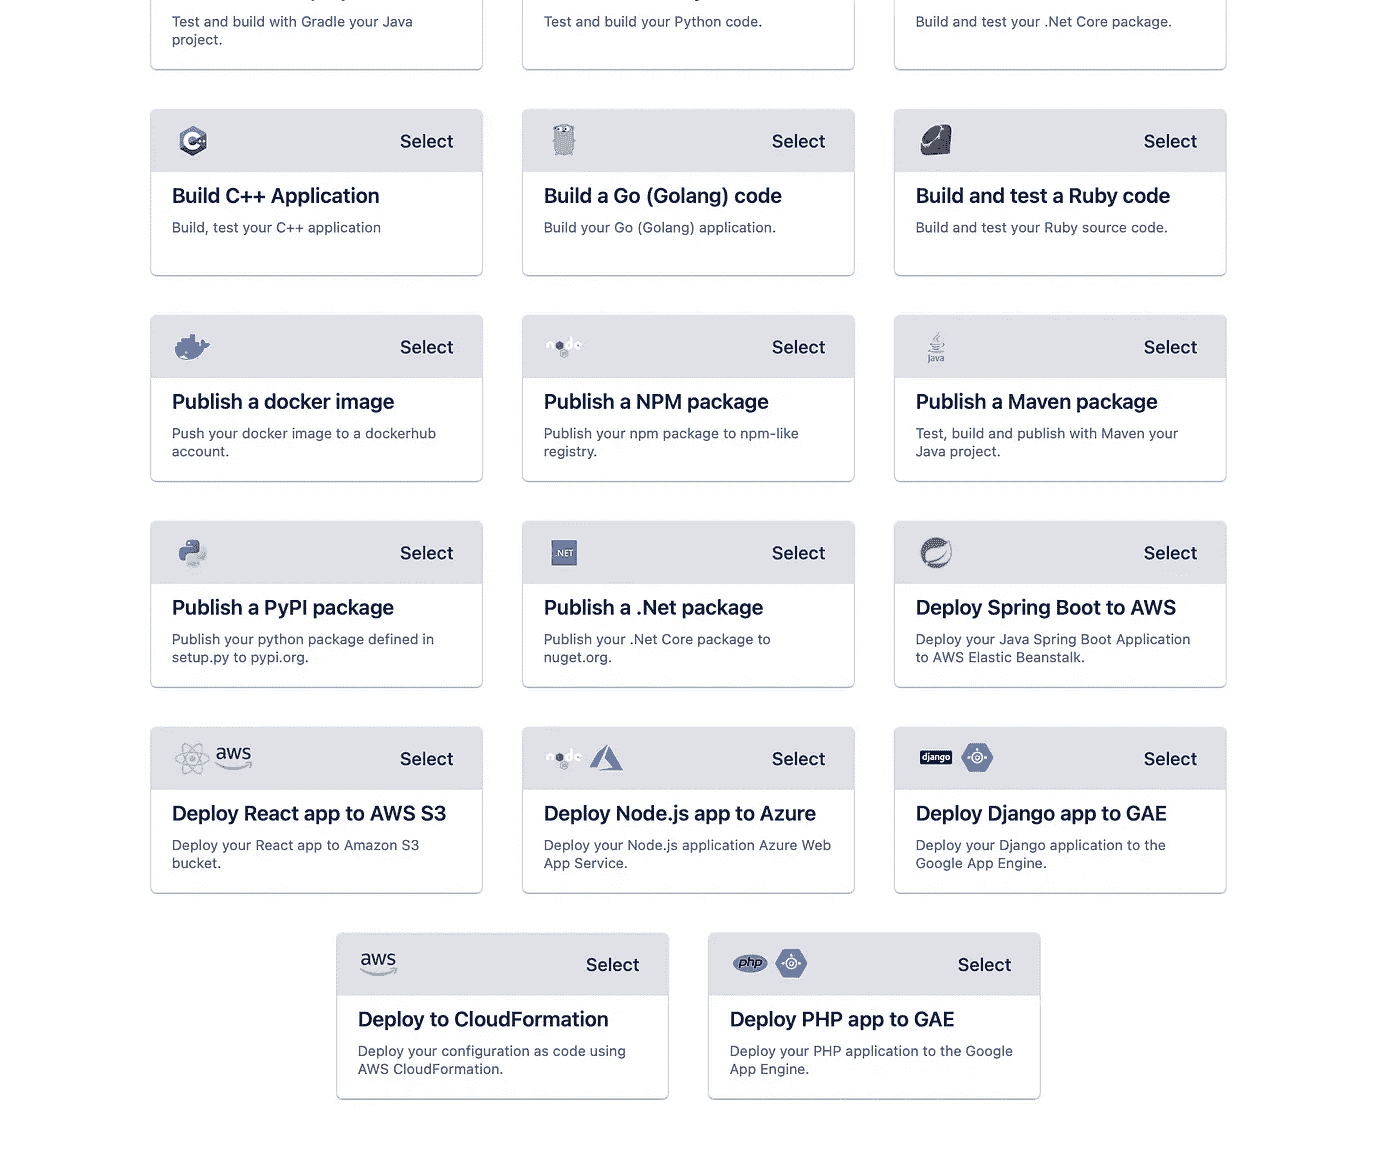 Test and build with Gradle your Java
project.
Test and build your Python code.
Build and test your .Net Core package.
Select
Select
Select
Build C++ Application
Build, test your C++ application
Build a Go (Golang) code
Build your Go (Golang) application.
Build and test a Ruby code
Build and test your Ruby source code.
Select
node
JS
Select
Java
Select
Publish a docker image
Push your docker image to a dockerhub
account.
Publish a NPM package
Publish your npm package to npm-like
registry.
Publish a Maven package
Test, build and publish with Maven your
Java project.
Select
.NET
Select
Select
Publish a PyPI package
Publish your python package defined in
setup.py to pypi.org.
Publish a .Net package
Publish your .Net Core package to
nuget.org.
Deploy Spring Boot to AWS
Deploy your Java Spring Boot Application
to AWS Elastic Beanstalk.
aws
Select
node
JS
Select
django
Select
Deploy React app to AWS S3
Deploy your React app to Amazon S3
bucket.
Deploy Node.js app to Azure
Deploy your Node.js application Azure Web
App Service.
Deploy Django app to GAE
Deploy your Django application to the
Google App Engine.
aws
Select
php
Select
Deploy to CloudFormation
Deploy your configuration as code using
AWS CloudFormation.
Deploy PHP app to GAE
Deploy your PHP application to the Google
App Engine.